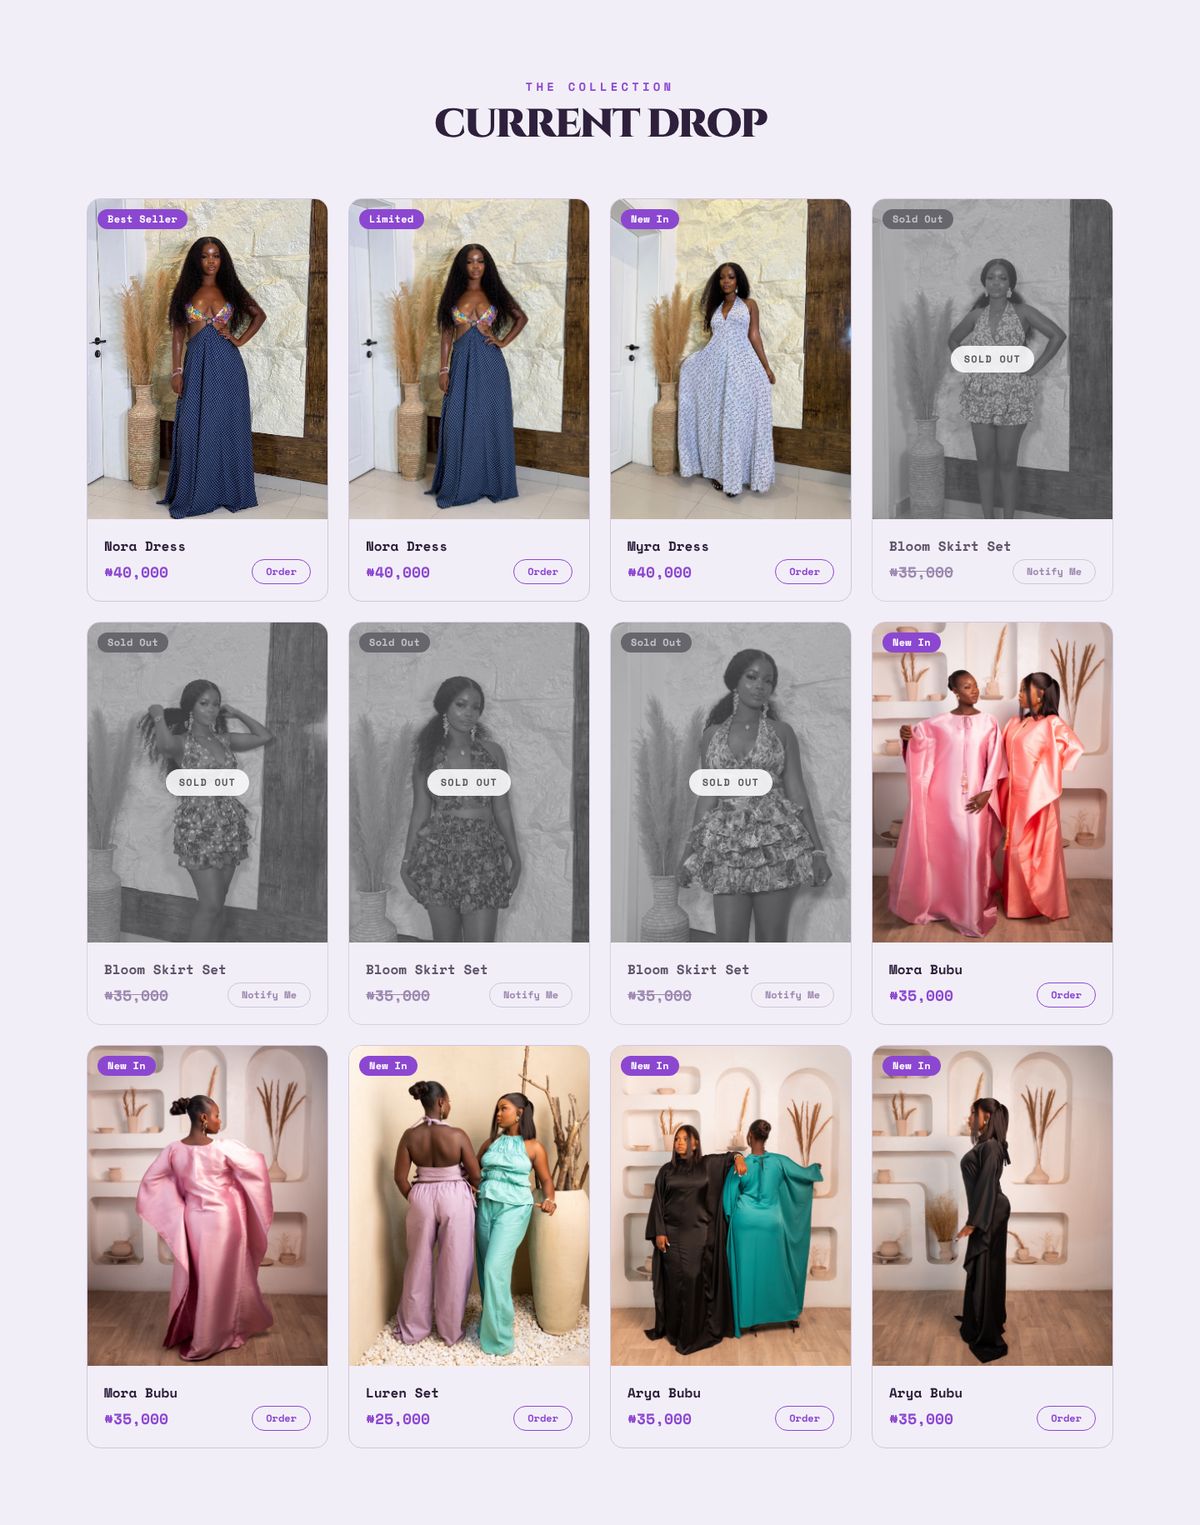 THE COLLECTION
CURRENT DROP
Best Seller
Nora Dress
₦40,000
Order
Limited
Nora Dress
₦40,000
Order
New In
Myra Dress
₦40,000
Order
Sold Out
SOLD OUT
Bloom Skirt Set
₦35,000
Notify Me
Sold Out
SOLD OUT
Bloom Skirt Set
₦35,000
Notify Me
Sold Out
SOLD OUT
Bloom Skirt Set
₦35,000
Notify Me
Sold Out
SOLD OUT
Bloom Skirt Set
₦35,000
Notify Me
New In
Mora Bubu
₦35,000
Order
New In
Mora Bubu
₦35,000
Order
New In
Luren Set
₦25,000
Order
New In
Arya Bubu
₦35,000
Order
New In
Arya Bubu
₦35,000
Order